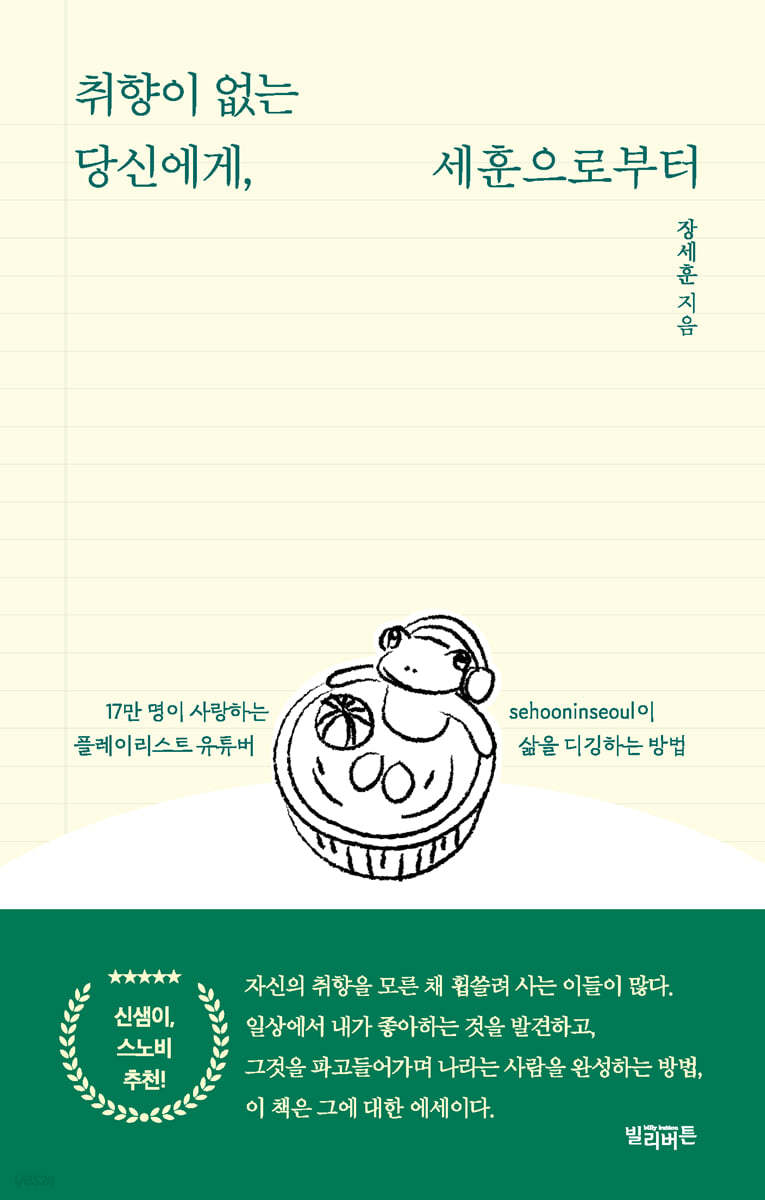 취향이 없는
당신에게, 세훈으로부터
장세훈 지음
17만 명이 사랑하는
플레이리스트 유튜버
sehooninseoul이
삶을 디깅하는 방법
★★★★★
신샘이,
스노비
추천!
자신의 취향을 모른 채 휩쓸려 사는 이들이 많다.
일상에서 내가 좋아하는 것을 발견하고,
그것을 파고들어가며 나라는 사람을 완성하는 방법,
이 책은 그에 대한 에세이다.
billy button
빌리버튼
YES24